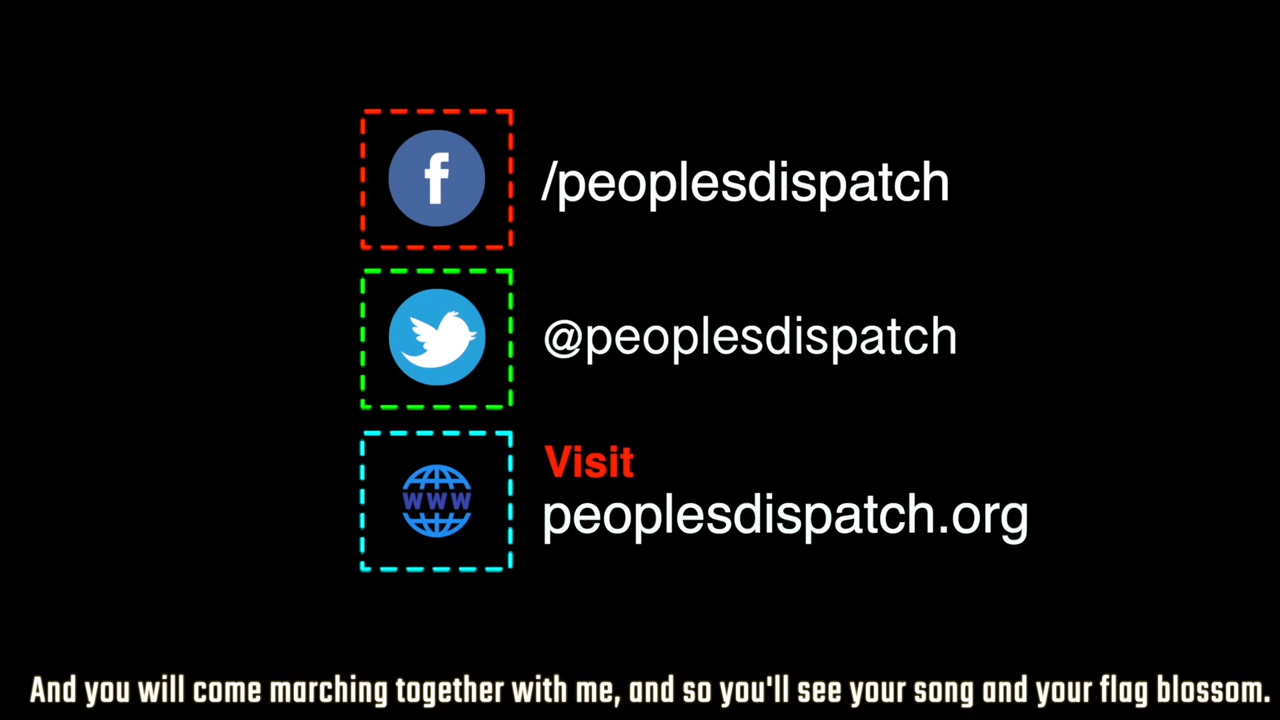 f
/peoplesdispatch
@peoplesdispatch
Visit
WWW
peoplesdispatch.org
And you will come marching together with me, and so you'll see your song and your flag blossom.